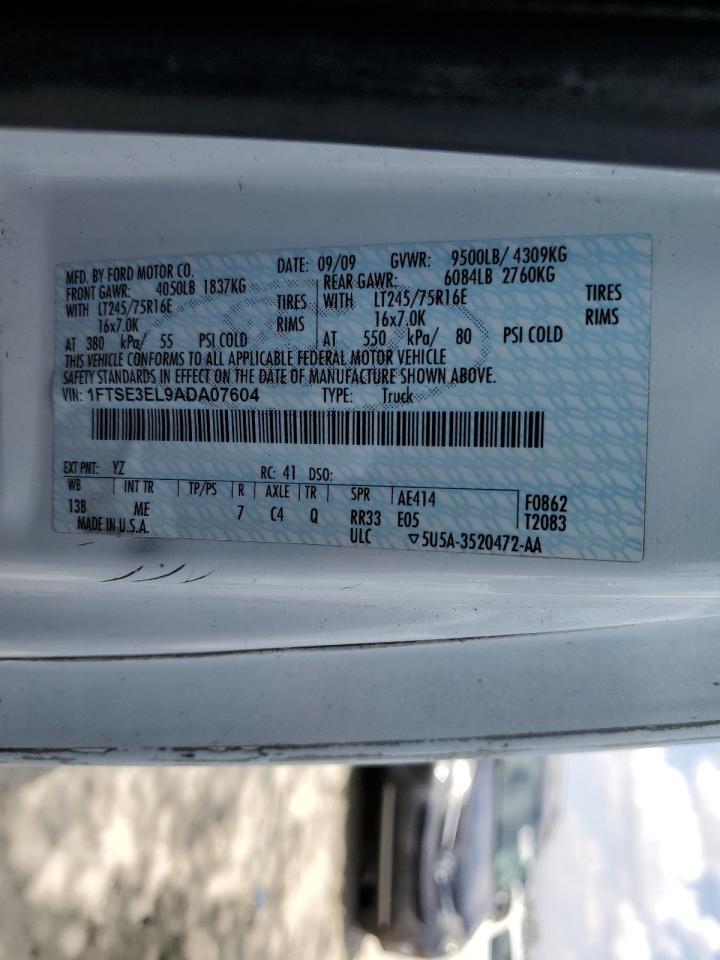 MFD. BY FORD MOTOR CO. DATE: 09/09 GVWR: 9500LB/ 4309KG
FRONT GAWR: 4050LB 1837KG REAR GAWR: 6084LB 2760KG
WITH LT245/75R16E TIRES WITH LT245/75R16E TIRES
16x7.0K RIMS 16x7.0K RIMS
AT 380 kPa/ 55 PSI COLD AT 550 kPa/ 80 PSI COLD
THIS VEHICLE CONFORMS TO ALL APPLICABLE FEDERAL MOTOR VEHICLE
SAFETY STANDARDS IN EFFECT ON THE DATE OF MANUFACTURE SHOWN ABOVE.
VIN: 1FTSE3EL9ADA07604 TYPE: Truck
EXT PNT: YZ RC: 41 DSO:
WB INT TR TP/PS R AXLE TR SPR AE414 F0862
138 ME 7 C4 Q RR33 E05 T2083
MADE IN U.S.A. ULC ▽5U5A-3520472-AA